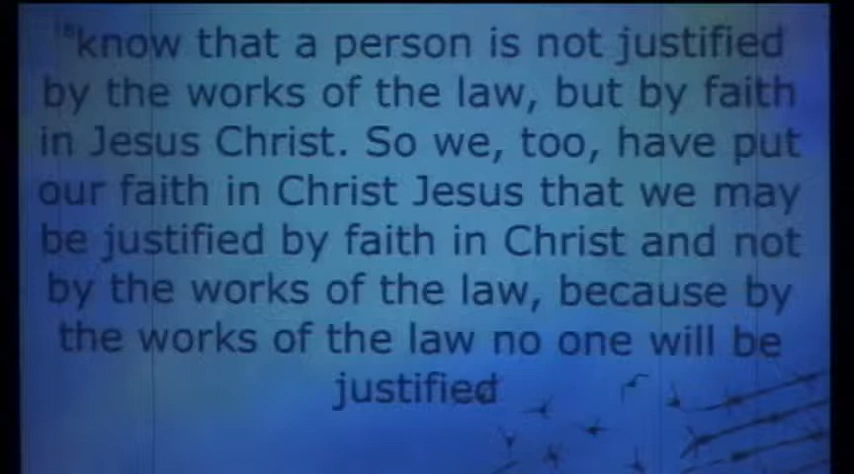 know that a person is not justified
by the works of the law, but by faith
in Jesus Christ. So we, too, have put
our faith in Christ Jesus that we may
be justified by faith in Christ and not
by the works of the law, because by
the works of the law no one will be
justified